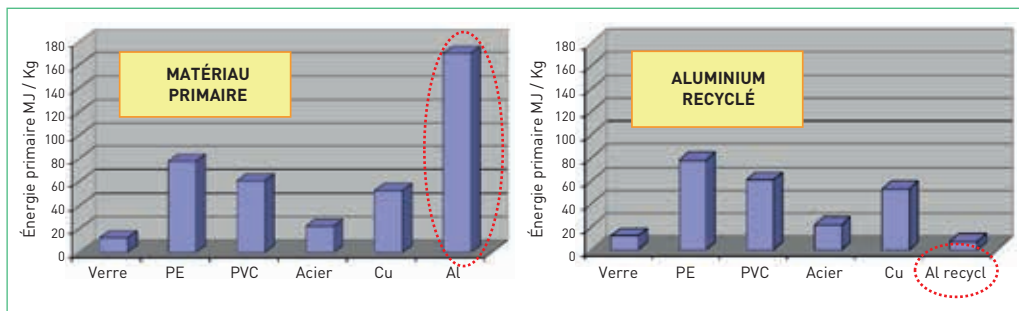 MATÉRIAU
PRIMAIRE
Énergie primaire MJ / Kg
180
160
140
120
100
80
60
40
20
0
Verre PE PVC Acier Cu Al
ALUMINIUM
RECYCLÉ
Énergie primaire MJ / Kg
180
160
140
120
100
80
60
40
20
0
Verre PE PVC Acier Cu Al recycl